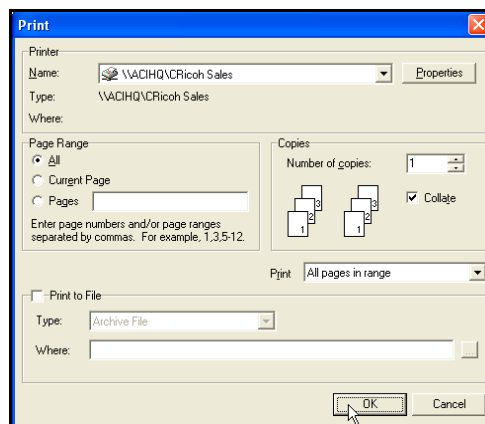 Print
Printer
Name: \\ACIHQ\CRicoh Sales Properties
Type: \\ACIHQ\CRicoh Sales
Where:
Page Range
All
Current Page
Pages
Enter page numbers and/or page ranges
separated by commas. For example, 1,3,5-12.
Copies
Number of copies: 1
1 2 3 1 2 3
Collate
Print All pages in range
Print to File
Type: Archive File
Where: ...
OK Cancel